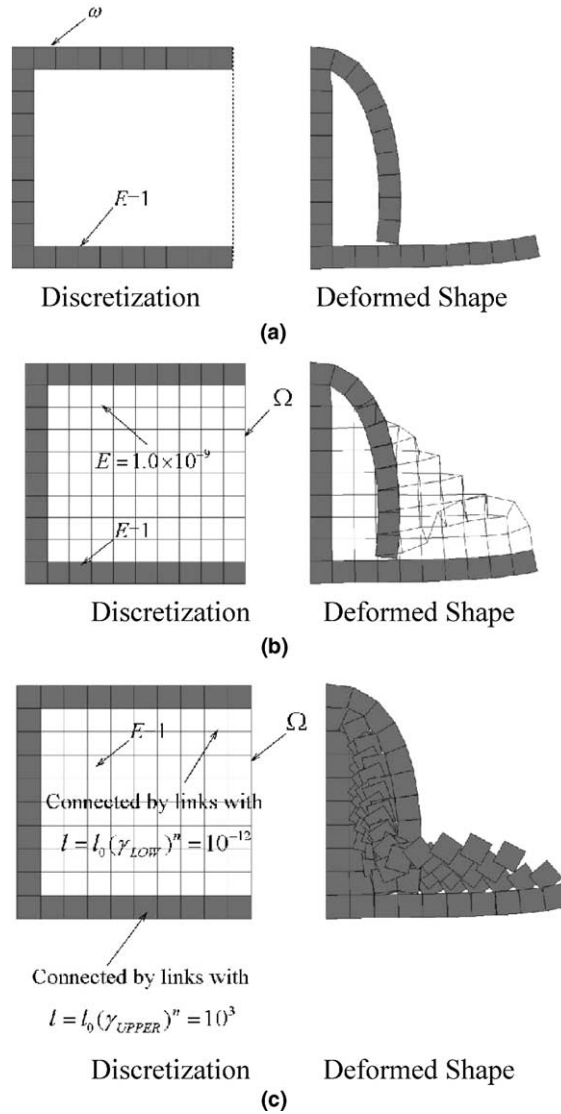 ω
E=1
Discretization Deformed Shape
(a)
Ω
E = 1.0×10⁻⁹
E=1
Discretization Deformed Shape
(b)
Ω
E=1
Connected by links with
l = l₀(γ_LOW)ⁿ = 10⁻¹²
Connected by links with
l = l₀(γ_UPPER)ⁿ = 10³
Discretization Deformed Shape
(c)